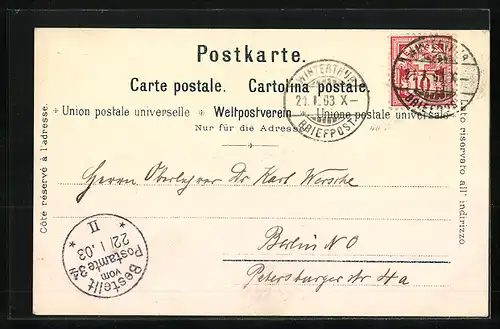 Postkarte.
Carte postale. Cartolina postale.
Union postale universelle Weltpostverein Unione postale universale
Nur für die Adresse.
Côté réservé à l'adresse.
Lato riservato all' indirizzo
WINTERTHUR
21.I.03 X-
BRIEFPOST
Herrn Oberlehrer Dr Karl Wersche
Berlin NO
Petersburger Str 4a
Bestellt
vom
Postamte 34
22/1.03
II